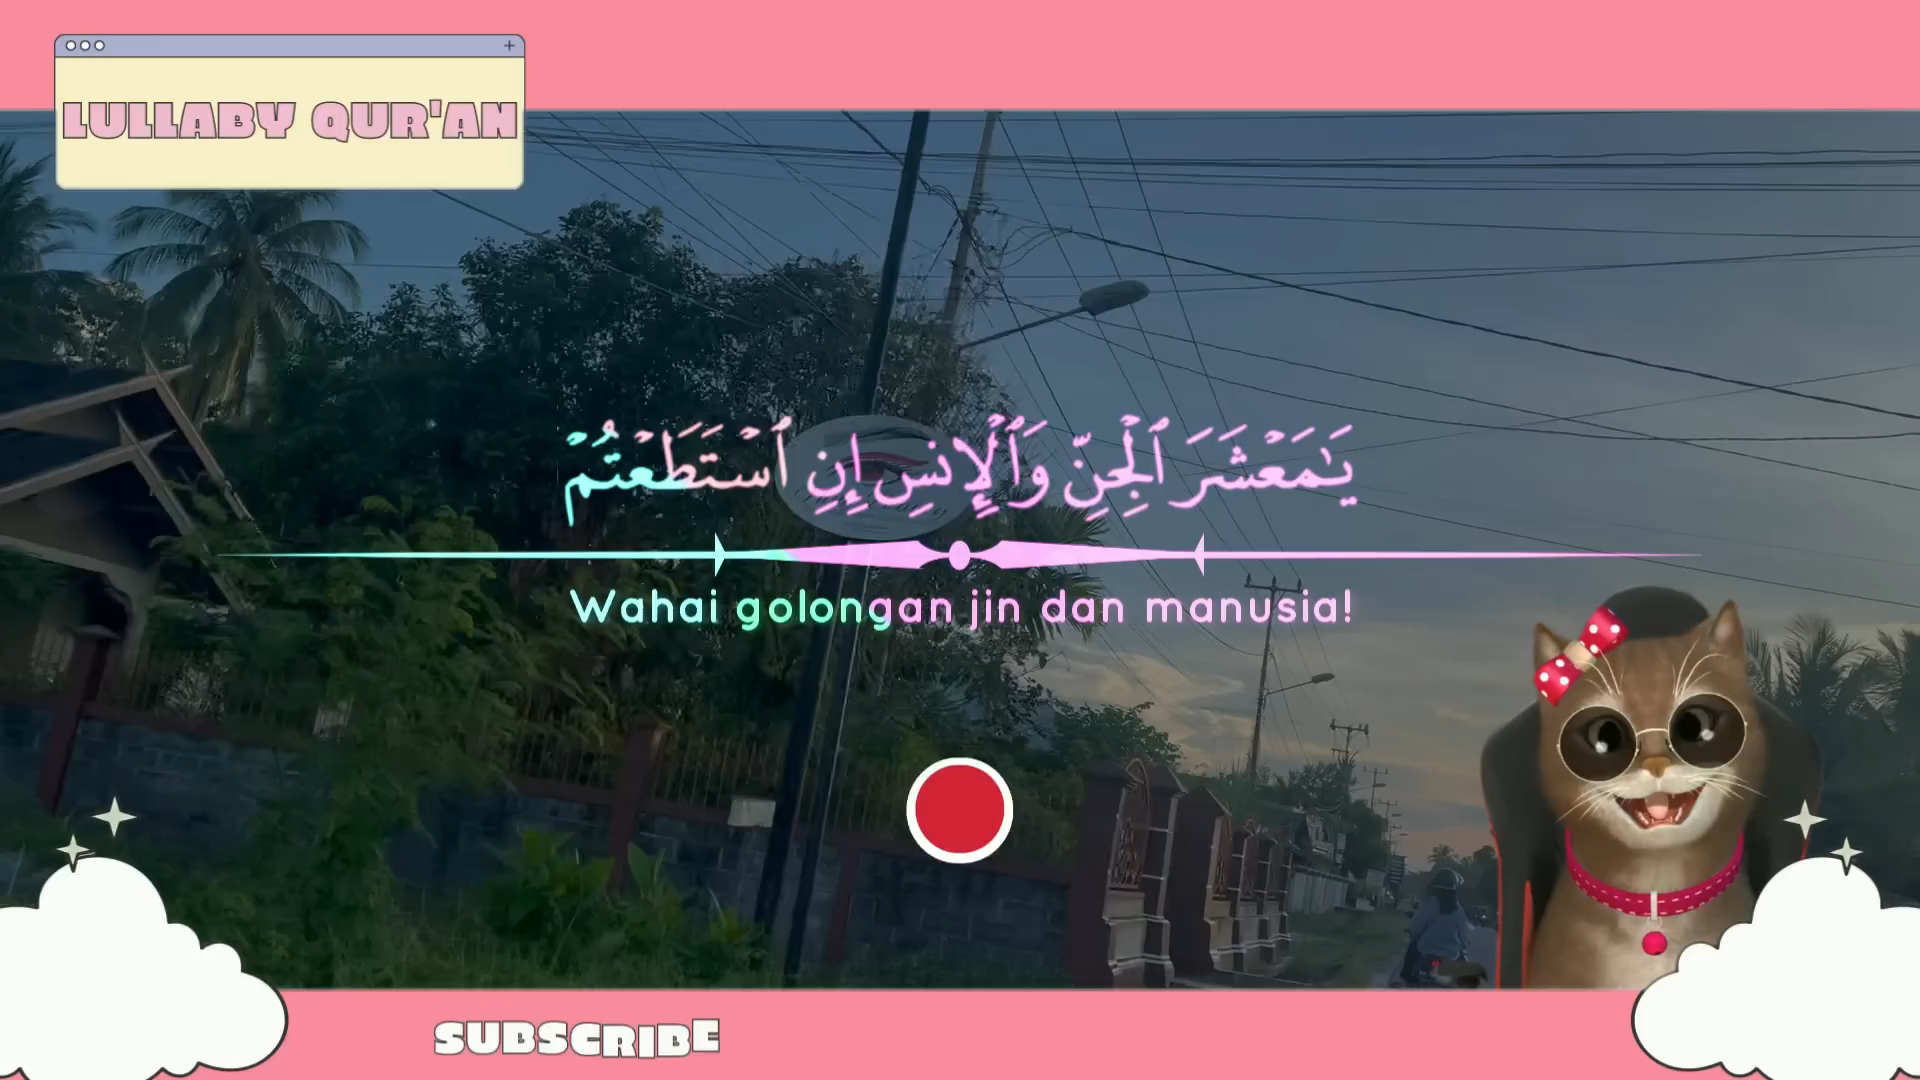 LULLABY QUR'AN
يَـٰمَعْشَرَ ٱلْجِنِّ وَٱلْإِنسِ إِنِ ٱسْتَطَعْتُمْ
Wahai golongan jin dan manusia!
SUBSCRIBE